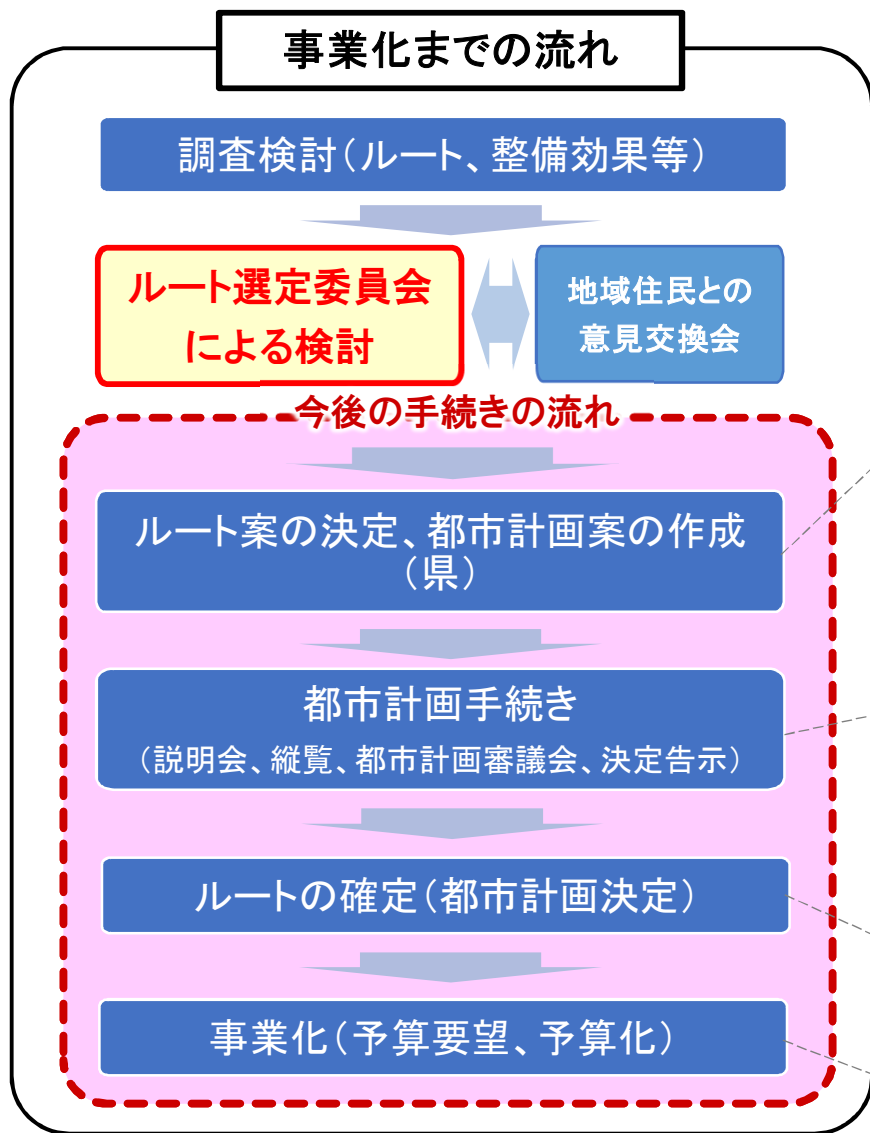 事業化までの流れ
調査検討（ルート、整備効果等）
ルート選定委員会
による検討
地域住民との
意見交換会
今後の手続きの流れ
ルート案の決定、都市計画案の作成
（県）
都市計画手続き
（説明会、縦覧、都市計画審議会、決定告示）
ルートの確定（都市計画決定）
事業化（予算要望、予算化）